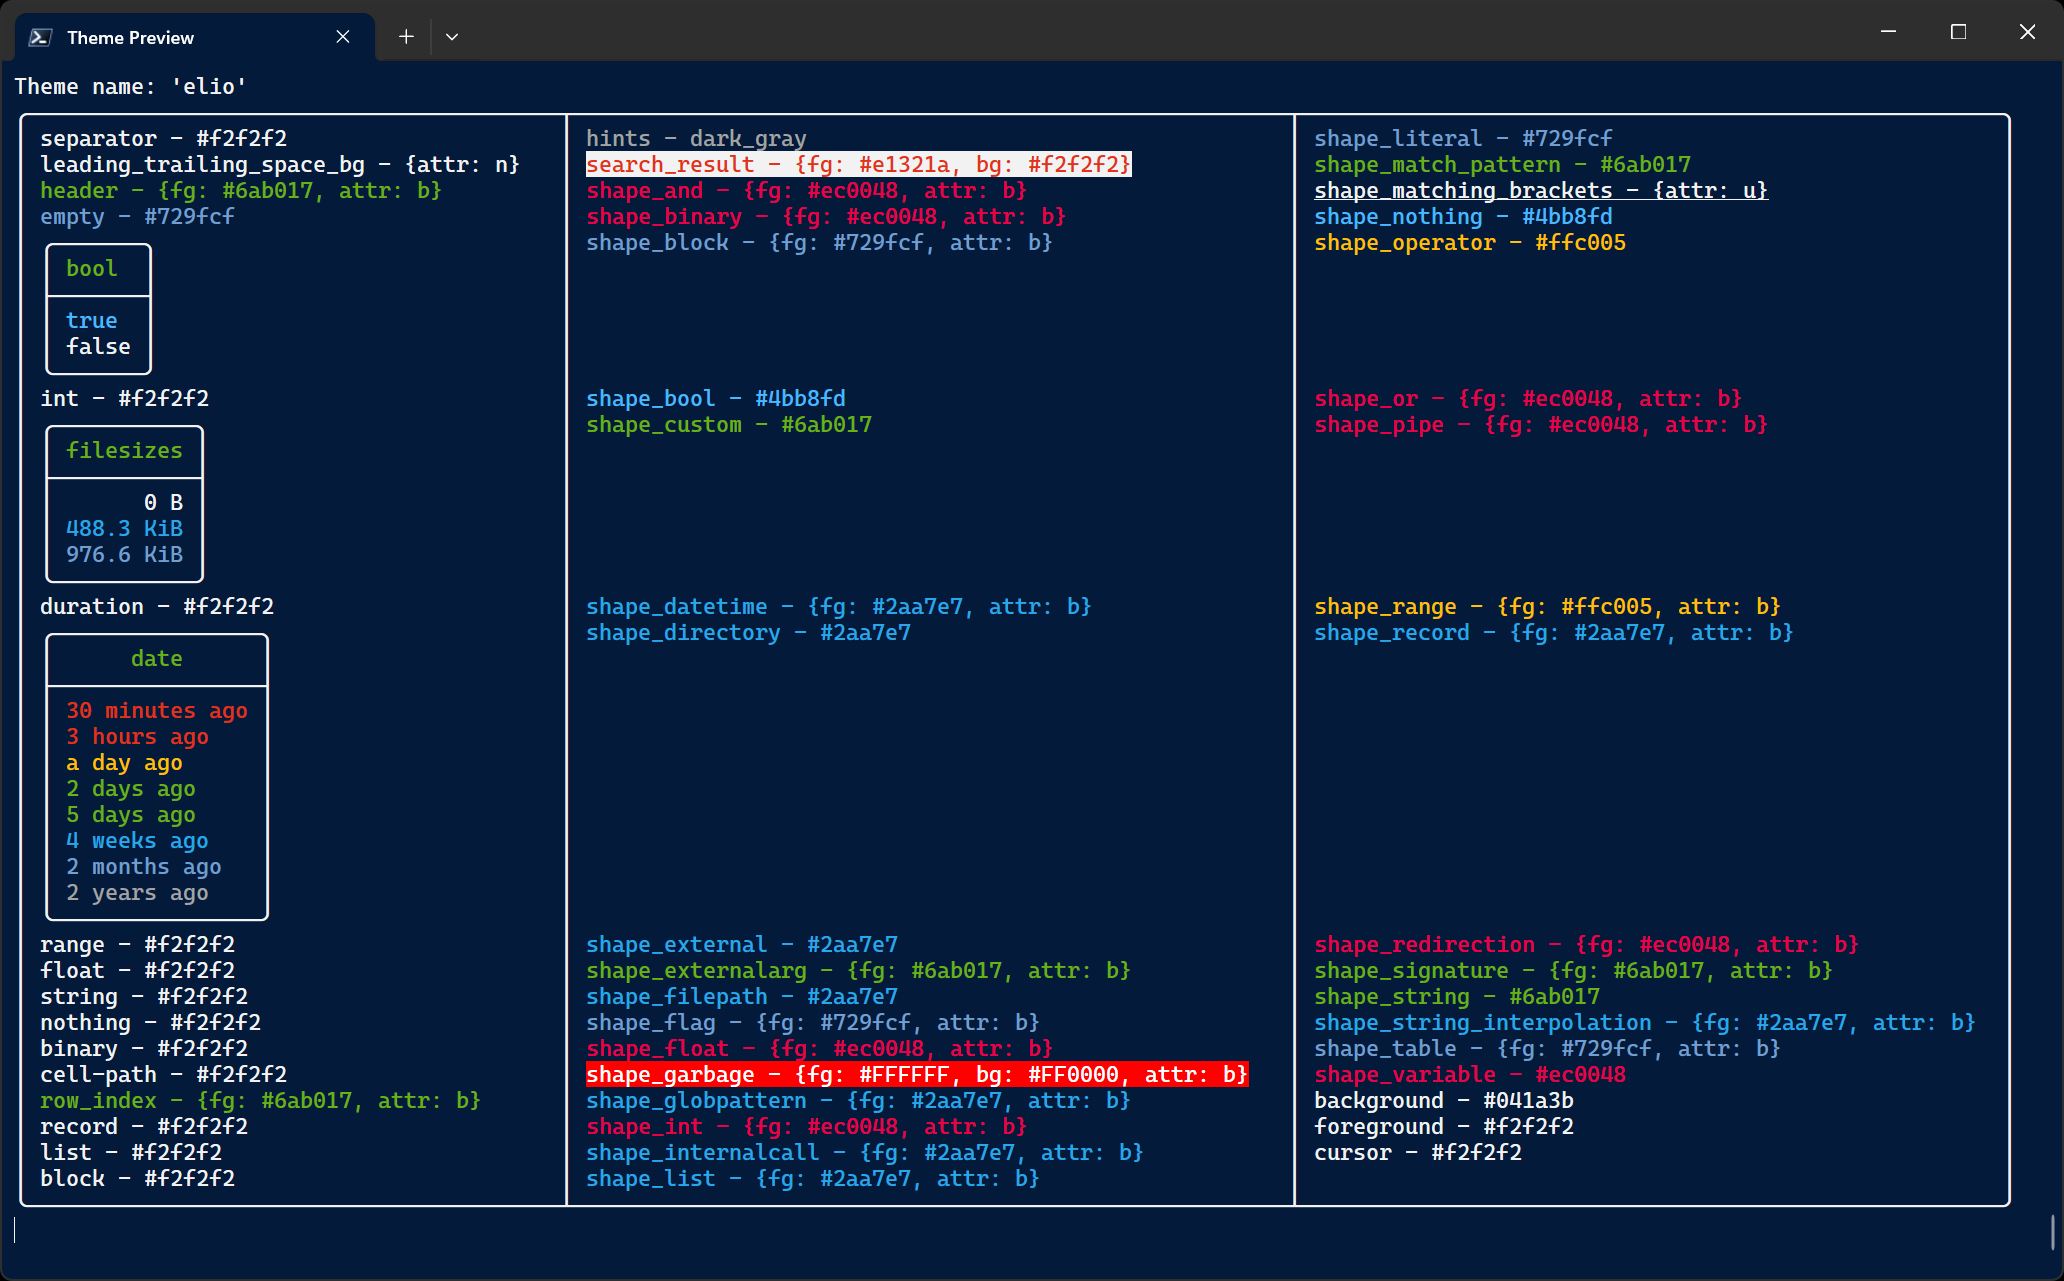 Theme Preview
Theme name: 'elio'
separator - #f2f2f2
leading_trailing_space_bg - {attr: n}
header - {fg: #6ab017, attr: b}
empty - #729fcf
bool
true
false
int - #f2f2f2
filesizes
0 B
488.3 KiB
976.6 KiB
duration - #f2f2f2
date
30 minutes ago
3 hours ago
a day ago
2 days ago
5 days ago
4 weeks ago
2 months ago
2 years ago
range - #f2f2f2
float - #f2f2f2
string - #f2f2f2
nothing - #f2f2f2
binary - #f2f2f2
cell-path - #f2f2f2
row_index - {fg: #6ab017, attr: b}
record - #f2f2f2
list - #f2f2f2
block - #f2f2f2
hints - dark_gray
search_result - {fg: #e1321a, bg: #f2f2f2}
shape_and - {fg: #ec0048, attr: b}
shape_binary - {fg: #ec0048, attr: b}
shape_block - {fg: #729fcf, attr: b}
shape_bool - #4bb8fd
shape_custom - #6ab017
shape_datetime - {fg: #2aa7e7, attr: b}
shape_directory - #2aa7e7
shape_external - #2aa7e7
shape_externalarg - {fg: #6ab017, attr: b}
shape_filepath - #2aa7e7
shape_flag - {fg: #729fcf, attr: b}
shape_float - {fg: #ec0048, attr: b}
shape_garbage - {fg: #FFFFFF, bg: #FF0000, attr: b}
shape_globpattern - {fg: #2aa7e7, attr: b}
shape_int - {fg: #ec0048, attr: b}
shape_internalcall - {fg: #2aa7e7, attr: b}
shape_list - {fg: #2aa7e7, attr: b}
shape_literal - #729fcf
shape_match_pattern - #6ab017
shape_matching_brackets - {attr: u}
shape_nothing - #4bb8fd
shape_operator - #ffc005
shape_or - {fg: #ec0048, attr: b}
shape_pipe - {fg: #ec0048, attr: b}
shape_range - {fg: #ffc005, attr: b}
shape_record - {fg: #2aa7e7, attr: b}
shape_redirection - {fg: #ec0048, attr: b}
shape_signature - {fg: #6ab017, attr: b}
shape_string - #6ab017
shape_string_interpolation - {fg: #2aa7e7, attr: b}
shape_table - {fg: #729fcf, attr: b}
shape_variable - #ec0048
background - #041a3b
foreground - #f2f2f2
cursor - #f2f2f2